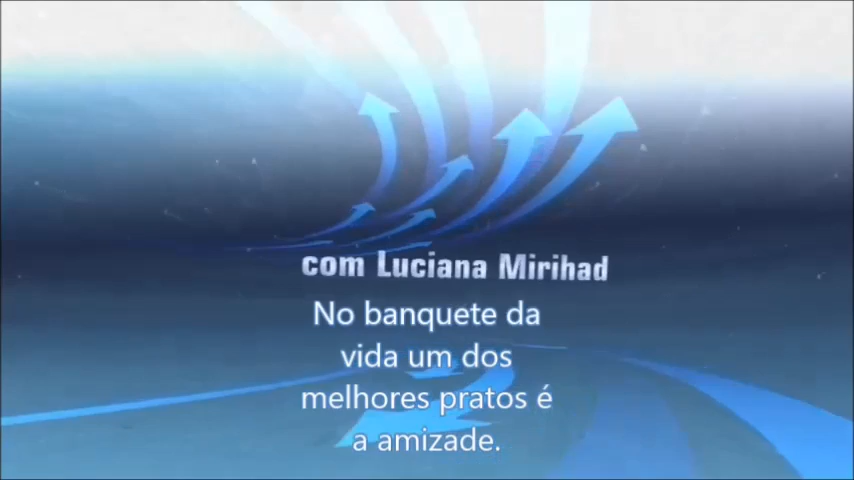 com Luciana Mirihad
No banquete da
vida um dos
melhores pratos é
a amizade.